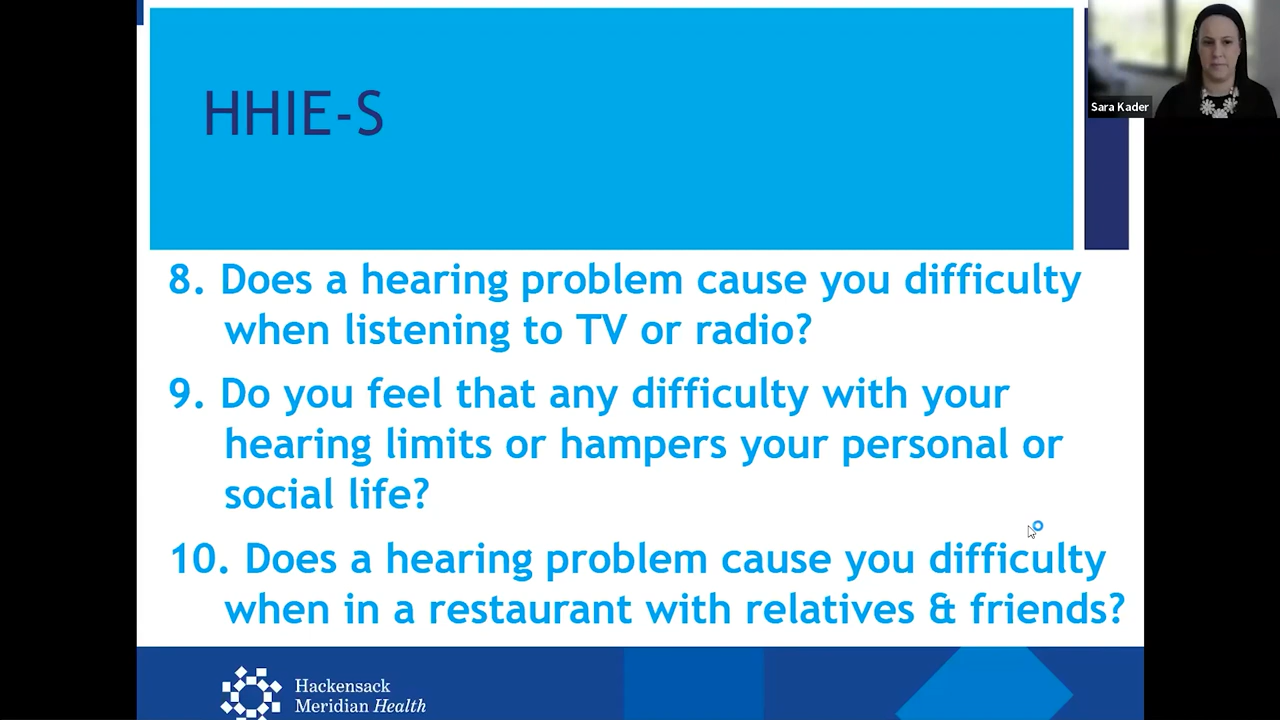 HHIE-S
Sara Kader
8. Does a hearing problem cause you difficulty
when listening to TV or radio?
9. Do you feel that any difficulty with your
hearing limits or hampers your personal or
social life?
10. Does a hearing problem cause you difficulty
when in a restaurant with relatives & friends?
Hackensack
Meridian Health